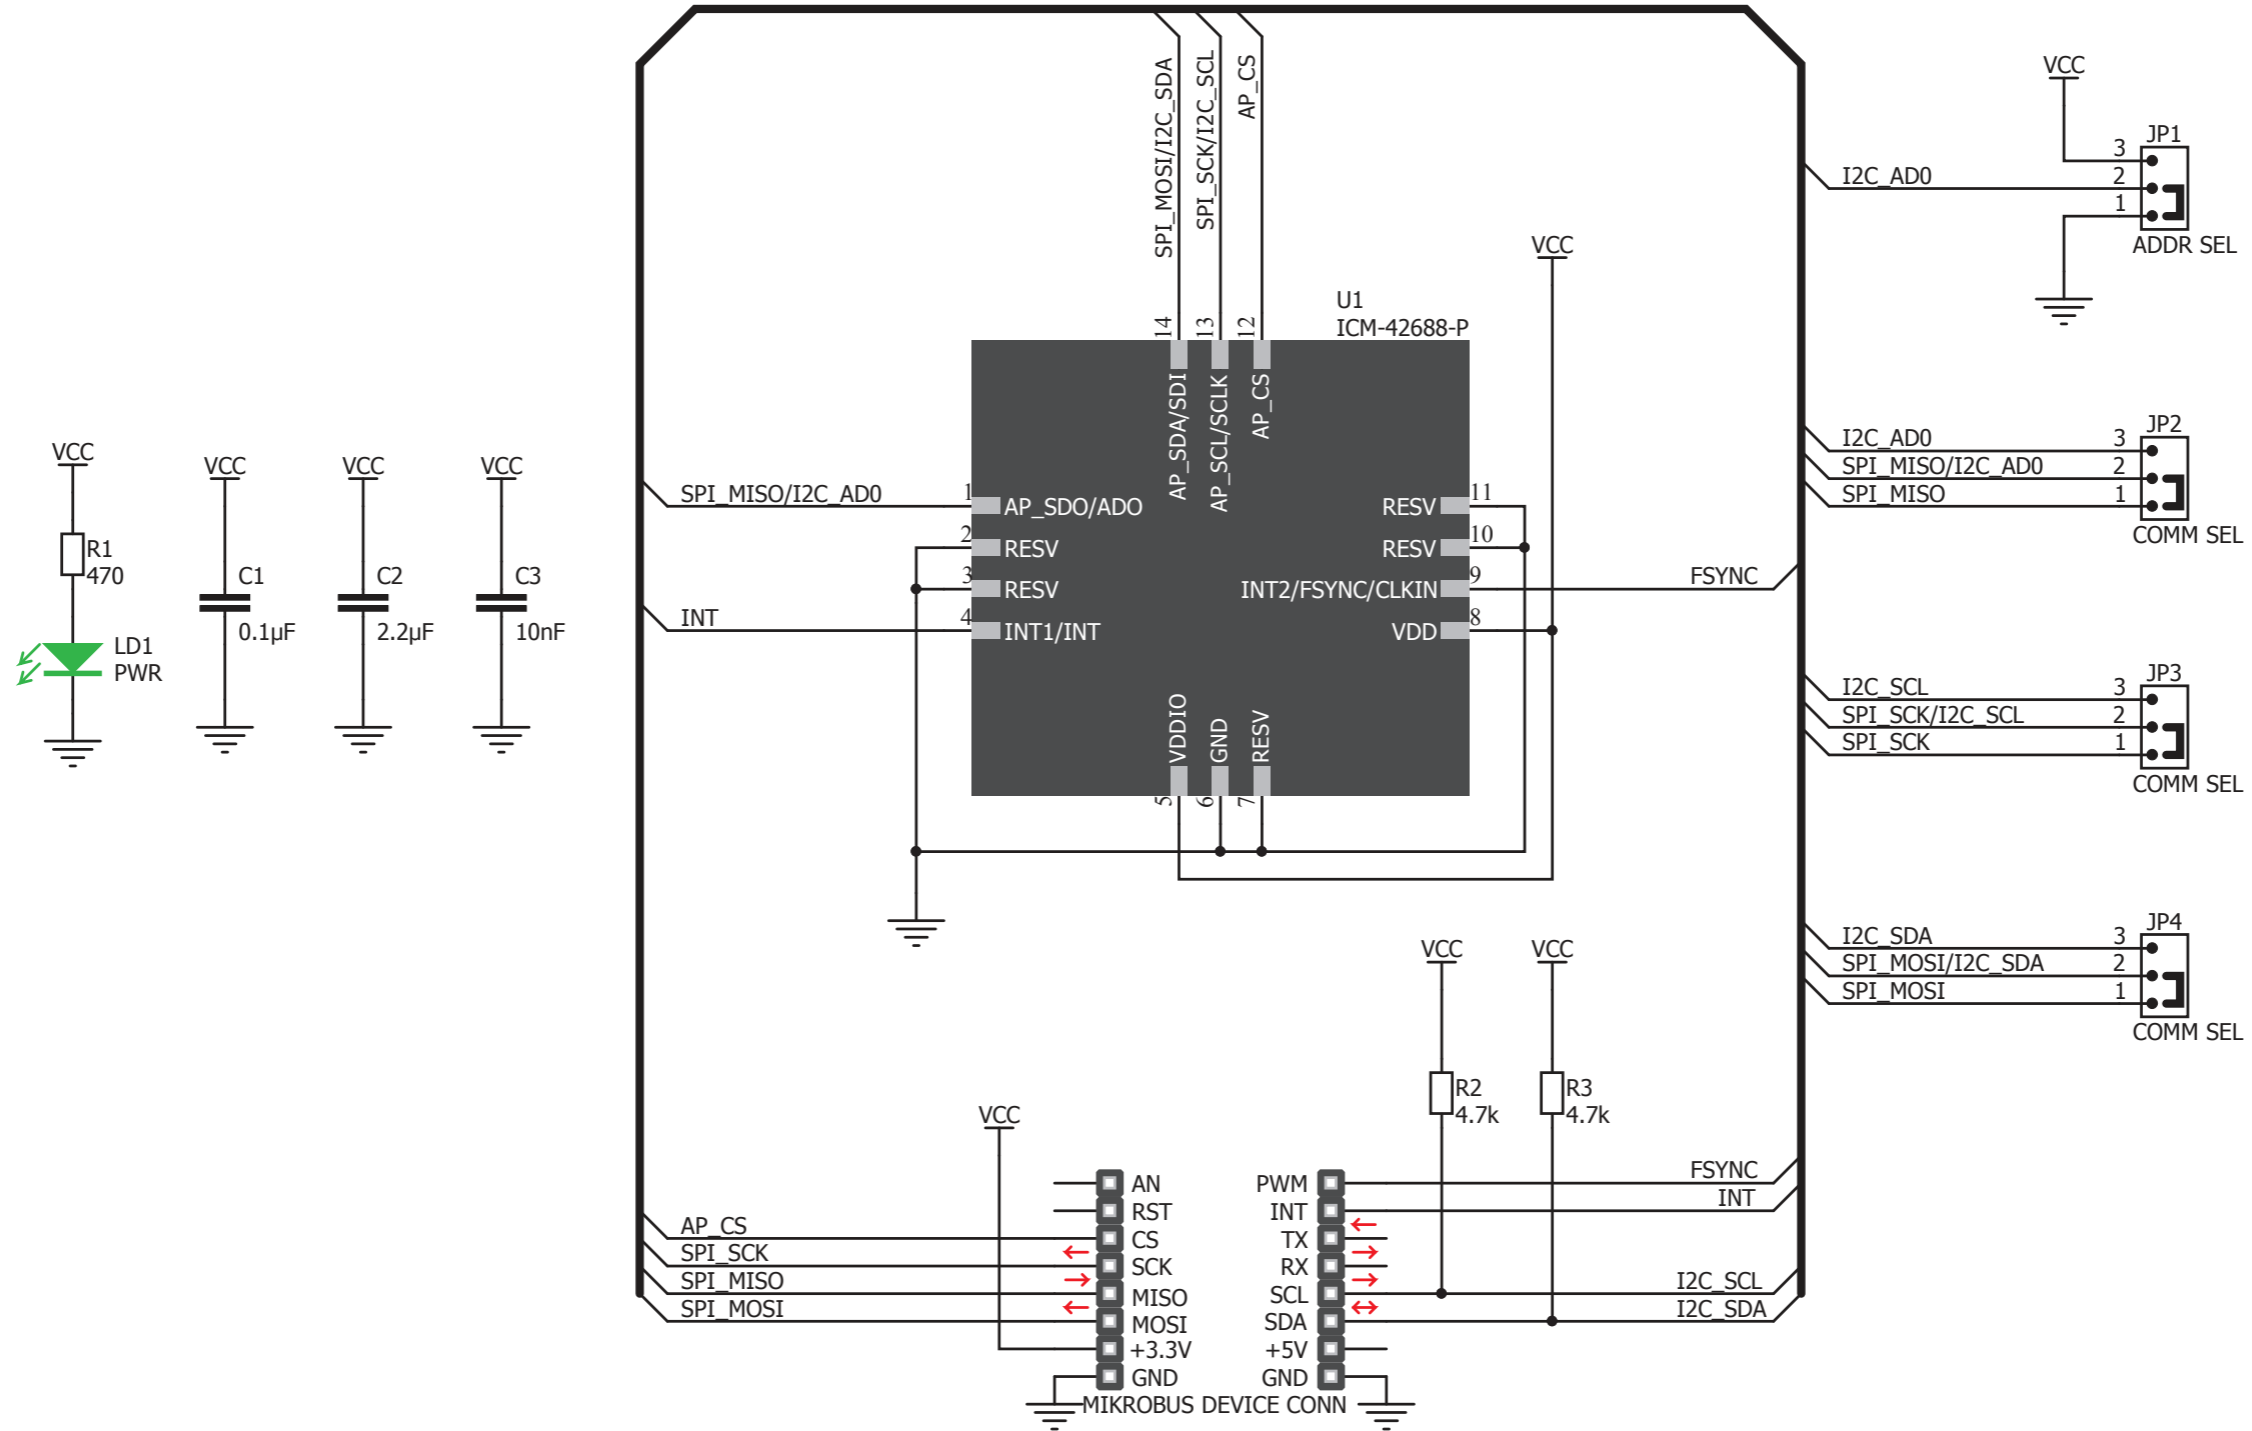 VCC
R1
470
LD1
PWR
VCC
C1
0.1µF
VCC
C2
2.2µF
VCC
C3
10nF
SPI_MOSI/I2C_SDA
SPI_SCK/I2C_SCL
AP_CS
VCC
U1
ICM-42688-P
14
13
12
AP_SDA/SDI
AP_SCL/SCLK
AP_CS
SPI_MISO/I2C_AD0
1
AP_SDO/ADO
2
RESV
3
RESV
INT
4
INT1/INT
RESV
11
RESV
10
INT2/FSYNC/CLKIN
9
FSYNC
VDD
8
VDDIO
GND
RESV
5
6
7
VCC
JP1
3
I2C_AD0
2
1
ADDR SEL
JP2
I2C_AD0
3
SPI_MISO/I2C_AD0
2
SPI_MISO
1
COMM SEL
JP3
I2C_SCL
3
SPI_SCK/I2C_SCL
2
SPI_SCK
1
COMM SEL
JP4
I2C_SDA
3
SPI_MOSI/I2C_SDA
2
SPI_MOSI
1
COMM SEL
VCC
VCC
R2
4.7k
R3
4.7k
VCC
AN
RST
AP_CS
CS
SPI_SCK
SCK
SPI_MISO
MISO
SPI_MOSI
MOSI
+3.3V
GND
PWM
FSYNC
INT
INT
TX
RX
SCL
I2C_SCL
SDA
I2C_SDA
+5V
GND
MIKROBUS DEVICE CONN